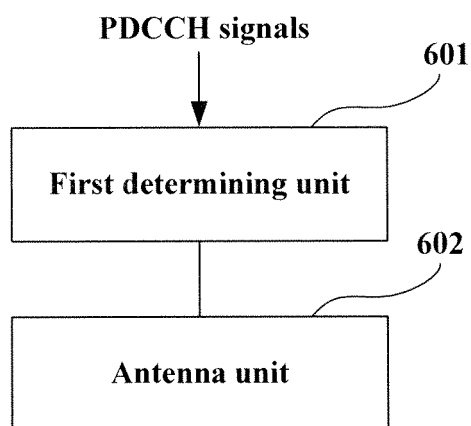 PDCCH signals
601
First determining unit
602
Antenna unit